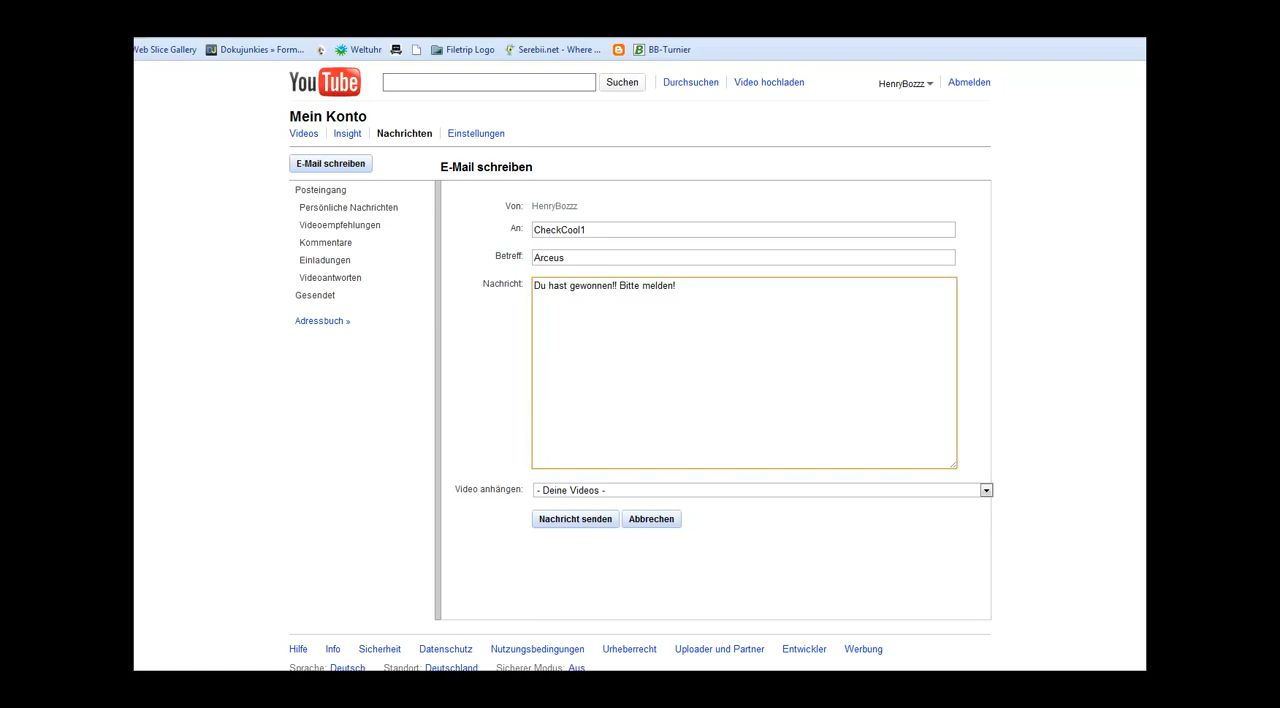 Web Slice Gallery Dokujunkies » Form... Weltuhr Filetrip Logo Serebii.net - Where ... BB-Turnier
YouTube Suchen Durchsuchen Video hochladen HenryBozzz Abmelden
Mein Konto
Videos Insight Nachrichten Einstellungen
E-Mail schreiben
E-Mail schreiben
Posteingang
Persönliche Nachrichten
Videoempfehlungen
Kommentare
Einladungen
Videoantworten
Gesendet
Adressbuch »
Von: HenryBozzz
An: CheckCool1
Betreff: Arceus
Nachricht: Du hast gewonnen!! Bitte melden!
Video anhängen: - Deine Videos -
Nachricht senden Abbrechen
Hilfe Info Sicherheit Datenschutz Nutzungsbedingungen Urheberrecht Uploader und Partner Entwickler Werbung
Sprache: Deutsch Standort: Deutschland Sicherer Modus: Aus